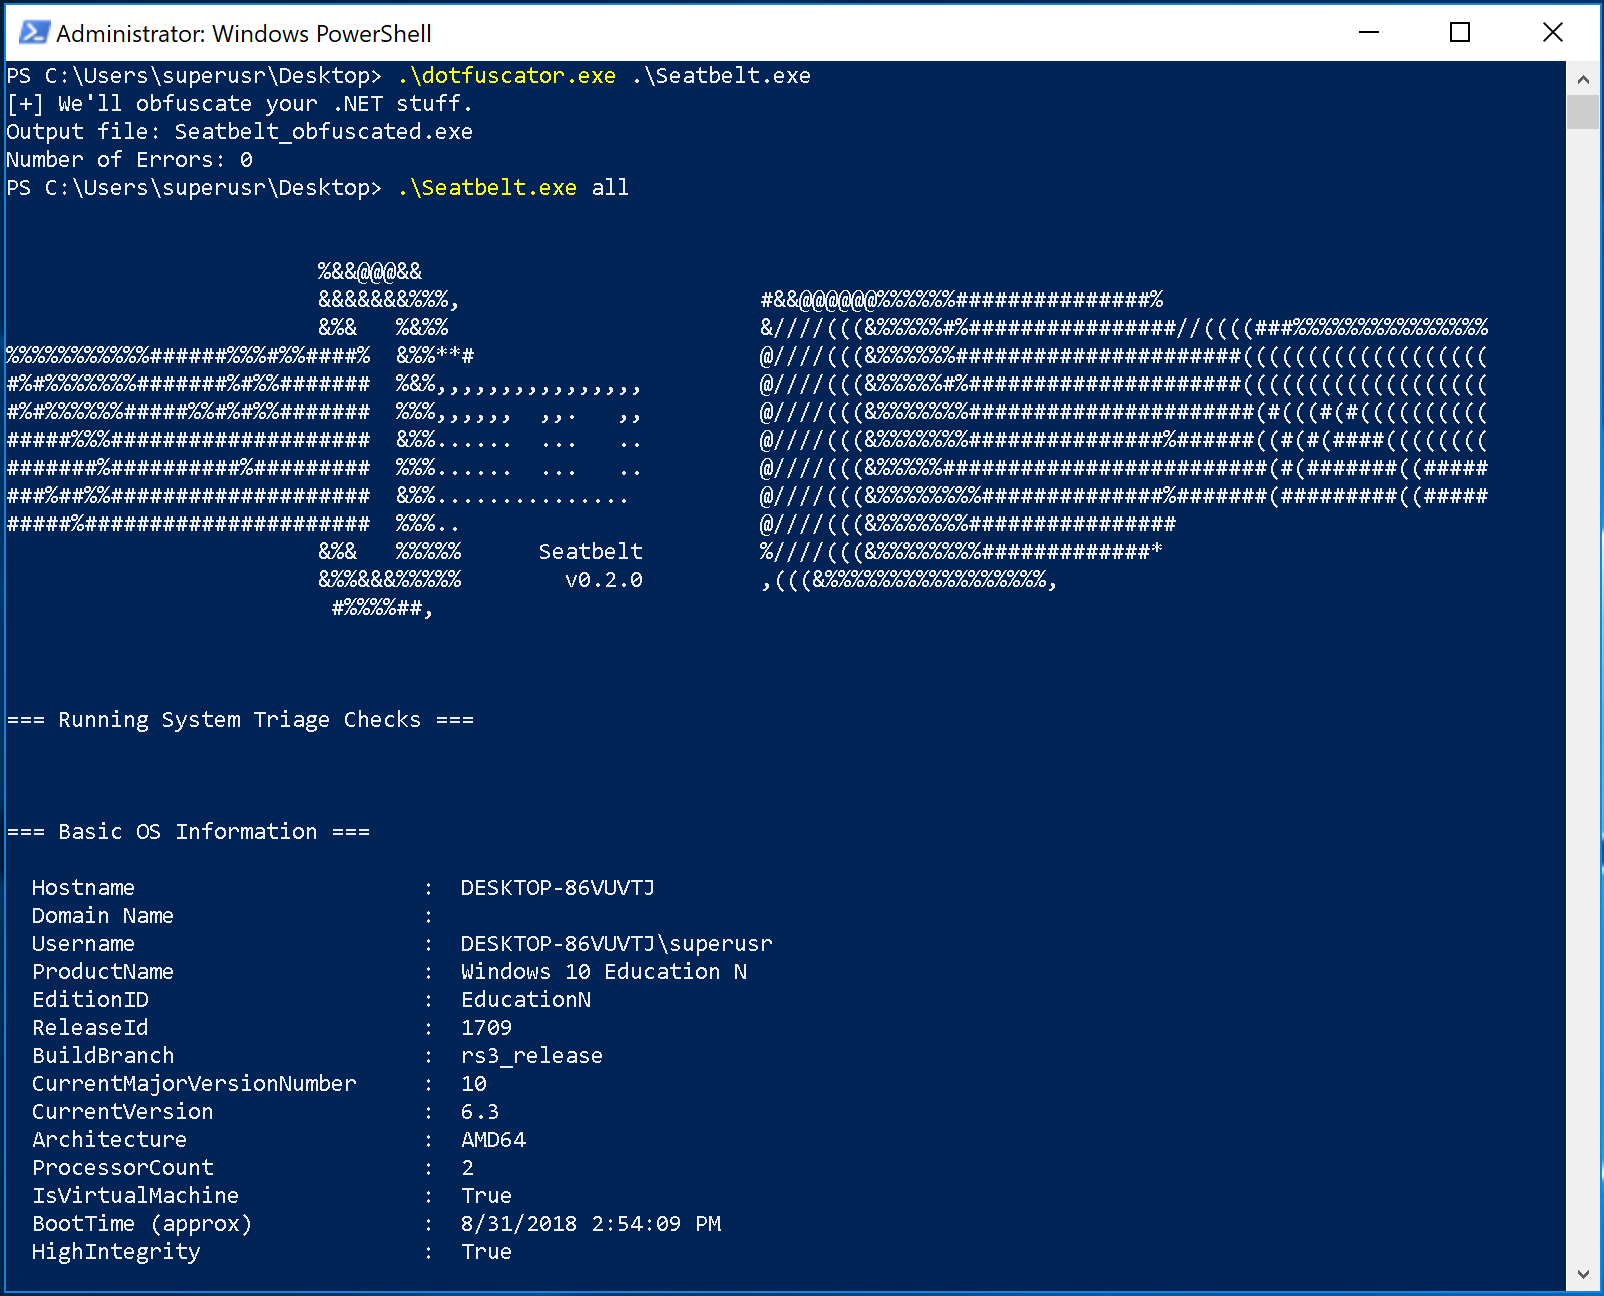 Administrator: Windows PowerShell
PS C:\Users\superusr\Desktop> .\dotfuscator.exe .\Seatbelt.exe
[+] We'll obfuscate your .NET stuff.
Output file: Seatbelt_obfuscated.exe
Number of Errors: 0
PS C:\Users\superusr\Desktop> .\Seatbelt.exe all
                        %&&@@@&&
                        &&&&&&&%%%,                       #&&@@@@@@%%%%%%###############%
                        &%&   %&%%                        &////(((&%%%%%#%################//((((###%%%%%%%%%%%%%%%
%%%%%%%%%%%######%%%#%%####%  &%%**#                      @////(((&%%%%%%######################(((((((((((((((((((
#%#%%%%%%%#######%#%%#######  %&%,,,,,,,,,,,,,,,,         @////(((&%%%%%#%#####################(((((((((((((((((((
#%#%%%%%%#####%%#%#%%#######  %%%,,,,,,  ,,.   ,,         @////(((&%%%%%%%######################(#(((#(#((((((((((
#####%%%####################  &%%......  ...   ..         @////(((&%%%%%%%###############%######((#(#(####((((((((
#######%##########%#########  %%%......  ...   ..         @////(((&%%%%%#########################(#(#######((#####
###%##%%####################  &%%...............          @////(((&%%%%%%%%##############%#######(#########((#####
#####%######################  %%%..                       @////(((&%%%%%%%################
                        &%&   %%%%%      Seatbelt         %////(((&%%%%%%%%#############*
                        &%%&&&%%%%%        v0.2.0         ,(((&%%%%%%%%%%%%%%%%%,
                         #%%%%##,
=== Running System Triage Checks ===
=== Basic OS Information ===
Hostname                      :  DESKTOP-86VUVTJ
Domain Name                   :
Username                      :  DESKTOP-86VUVTJ\superusr
ProductName                   :  Windows 10 Education N
EditionID                     :  EducationN
ReleaseId                     :  1709
BuildBranch                   :  rs3_release
CurrentMajorVersionNumber     :  10
CurrentVersion                :  6.3
Architecture                  :  AMD64
ProcessorCount                :  2
IsVirtualMachine              :  True
BootTime (approx)             :  8/31/2018 2:54:09 PM
HighIntegrity                 :  True